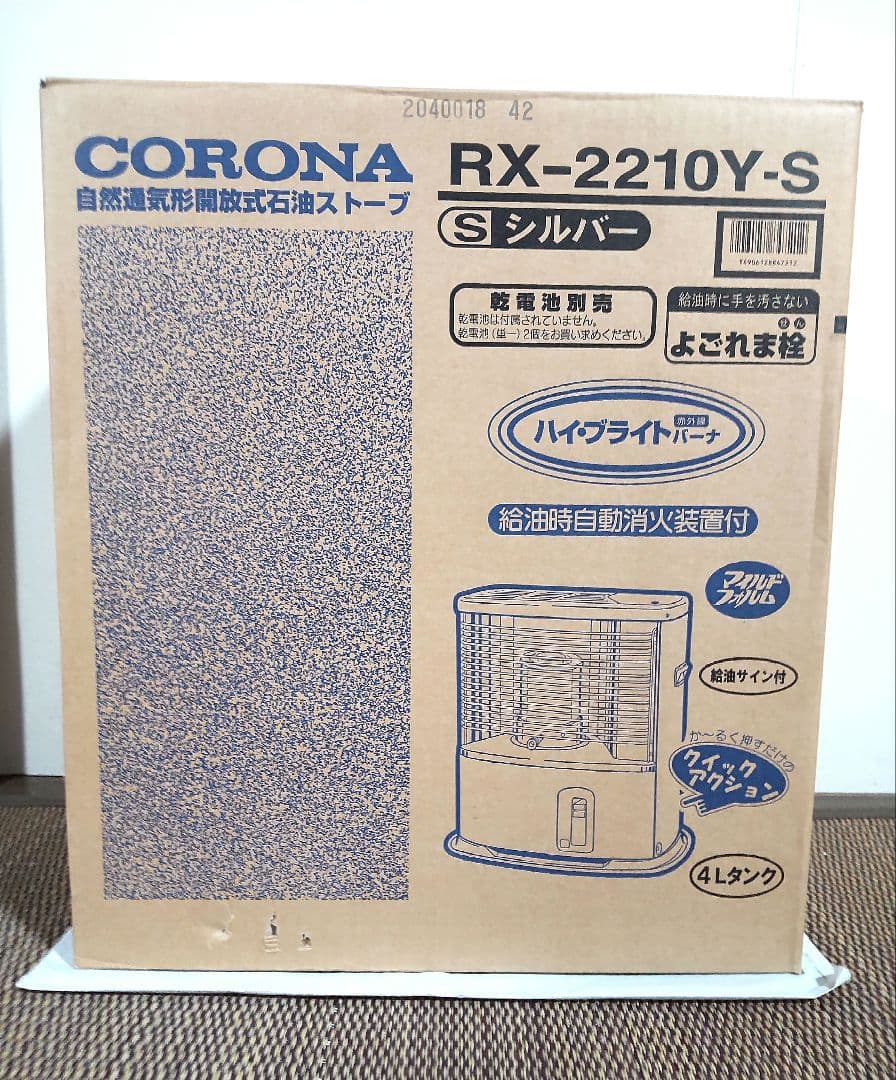 2040018 42
CORONA
自然通気形開放式石油ストーブ
RX-2210Y-S
S シルバー
乾電池別売
乾電池は付属されていません。
乾電池(単一)2個をお買い求めください。
給油時に手を汚さない
せん
よごれま栓
赤外線
ハイ・ブライトバーナ
給油時自動消火装置付
マイルド
フォルム
給油サイン付
か〜るく押すだけの
クイック
アクション
4Lタンク